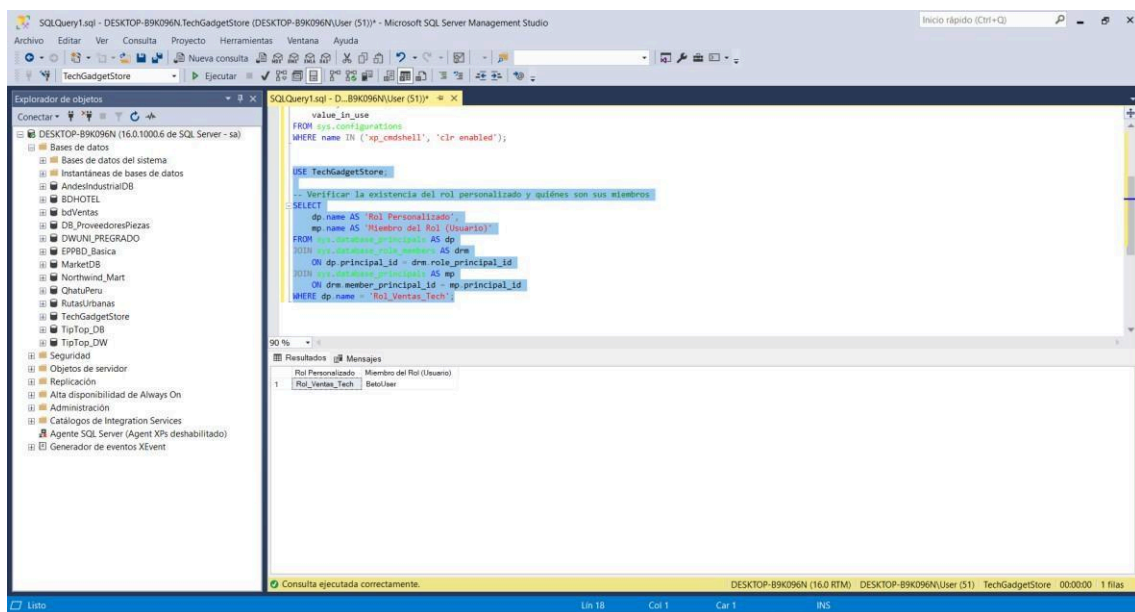 SQLQuery1.sql - DESKTOP-B9K096N.TechGadgetStore (DESKTOP-B9K096N\User (51))* - Microsoft SQL Server Management Studio
Inicio rápido (Ctrl+Q)
Archivo Editar Ver Consulta Proyecto Herramientas Ventana Ayuda
Nueva consulta
TechGadgetStore Ejecutar
Explorador de objetos
Conectar
DESKTOP-B9K096N (16.0.1000.6 de SQL Server - sa)
Bases de datos
Bases de datos del sistema
Instantáneas de bases de datos
AndesIndustrialDB
BDHOTEL
bdVentas
DB_ProveedoresPiezas
DWUNI_PREGRADO
EPPBD_Basica
MarketDB
Northwind_Mart
QhatuPeru
RutasUrbanas
TechGadgetStore
TipTop_DB
TipTop_DW
Seguridad
Objetos de servidor
Replicación
Alta disponibilidad de Always On
Administración
Catálogos de Integration Services
Agente SQL Server (Agent XPs deshabilitado)
Generador de eventos XEvent
SQLQuery1.sql - D...B9K096N\User (51))*
value_in_use
FROM sys.configurations
WHERE name IN ('xp_cmdshell', 'clr enabled');
USE TechGadgetStore;
-- Verificar la existencia del rol personalizado y quiénes son sus miembros
SELECT
dp.name AS 'Rol Personalizado',
mp.name AS 'Miembro del Rol (Usuario)'
FROM sys.database_principals AS dp
JOIN sys.database_role_members AS drm
ON dp.principal_id = drm.role_principal_id
JOIN sys.database_principals AS mp
ON drm.member_principal_id = mp.principal_id
WHERE dp.name = 'Rol_Ventas_Tech';
90 %
Resultados Mensajes
Rol Personalizado Miembro del Rol (Usuario)
1 Rol_Ventas_Tech BetoUser
Consulta ejecutada correctamente.
DESKTOP-B9K096N (16.0 RTM) DESKTOP-B9K096N\User (51) TechGadgetStore 00:00:00 1 filas
Listo Lín 18 Col 1 Car 1 INS